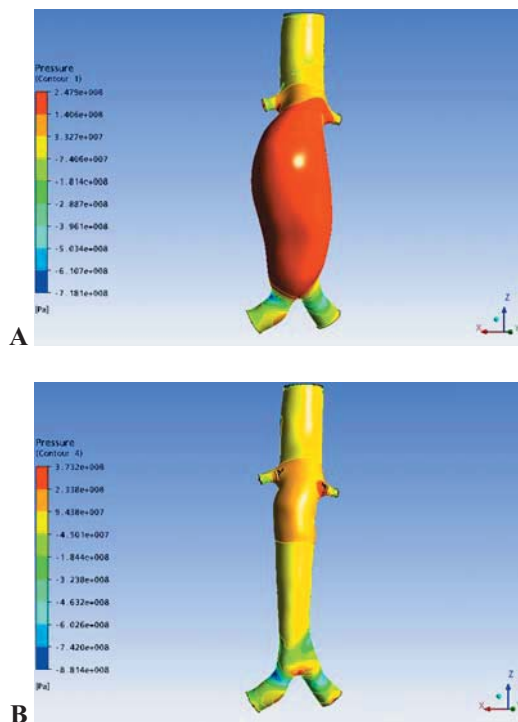 Pressure
(Contour 1)
2.479e+008
1.406e+008
3.327e+007
-7.406e+007
-1.814e+008
-2.887e+008
-3.961e+008
-5.034e+008
-6.107e+008
-7.181e+008
[Pa]
Z
X
A
Pressure
(Contour 4)
3.732e+008
2.338e+008
9.438e+007
-4.501e+007
-1.844e+008
-3.238e+008
-4.632e+008
-6.026e+008
-7.420e+008
-8.814e+008
[Pa]
Z
X
B